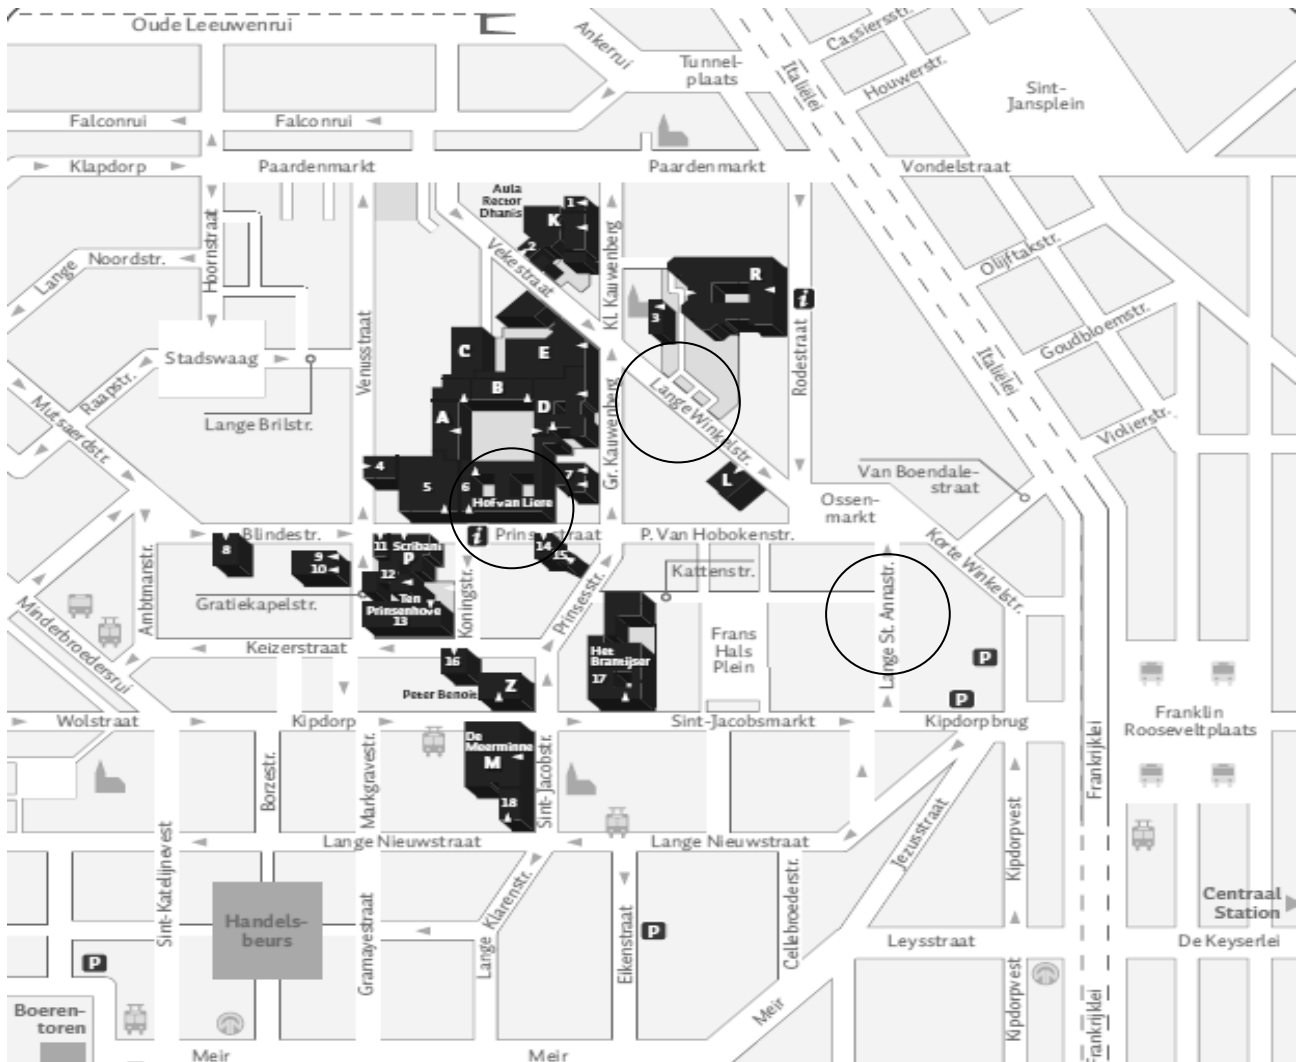 Oude Leeuwenrui
Ankerrui
Tunnel-
plaats
Italiëlei
Cassiersstr.
Houwerstr.
Sint-
Jansplein
Falconrui
Falconrui
Klapdorp
Paardenmarkt
Paardenmarkt
Vondelstraat
Aula
Rector
Dhanis
1
K
2
Vekestraat
Kl. Kauwenberg
Hoornstraat
Lange
Noordstr.
R
i
3
Rodestraat
Olijftakstr.
Goudbloemstr.
Italiëlei
Violierstr.
Venusstraat
Stadswaag
Raapstr.
Mutsaerdstr.
Lange Brilstr.
C
E
B
A
D
Gr. Kauwenberg
Lange Winkelstr.
4
5
6
7
Hof van Liere
L
Van Boendale-
straat
Ossen-
markt
Blindestr.
i
Prinsstraat
P. Van Hobokenstr.
Korte Winkelstr.
8
9
10
11
Scribani
P
12
Ten
Prinsenhove
13
14
15
Kattenstr.
Lange St. Annastr.
Ambtmanstr.
Gratiekapelstr.
Koningstr.
Prinsesstr.
Minderbroedersrui
Keizerstraat
16
Peter Benoit
Z
Het
Brantijser
17
Frans
Hals
Plein
P
P
Wolstraat
Kipdorp
Sint-Jacobsmarkt
Kipdorpbrug
Franklin
Rooseveltplaats
Borzestr.
Markgravestr.
De
Meerminne
M
18
Sint-Jacobstr.
Frankrijklei
Jezusstraat
Kipdorpvest
Lange Nieuwstraat
Lange Nieuwstraat
Sint-Katelijnevest
Handels-
beurs
Gramayestraat
Lange Klarenstr.
Eikenstraat
P
Cellebroederstr.
Leysstraat
Centraal
Station
De Keyserlei
P
Boeren-
toren
Kipdorpvest
Frankrijklei
Meir
Meir
Meir